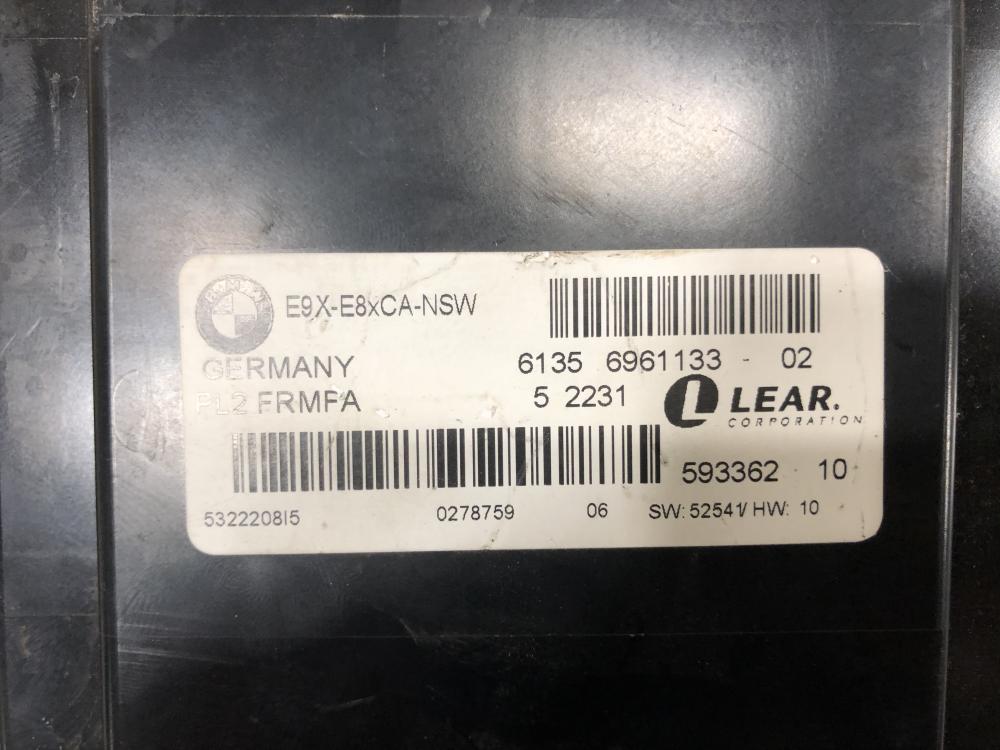 E9X-E8xCA-NSW
GERMANY
6135 6961133 - 02
PL2 FRMFA
5 2231
LEAR.
CORPORATION
593362 10
5322208I5 0278759 06 SW: 52541/ HW: 10